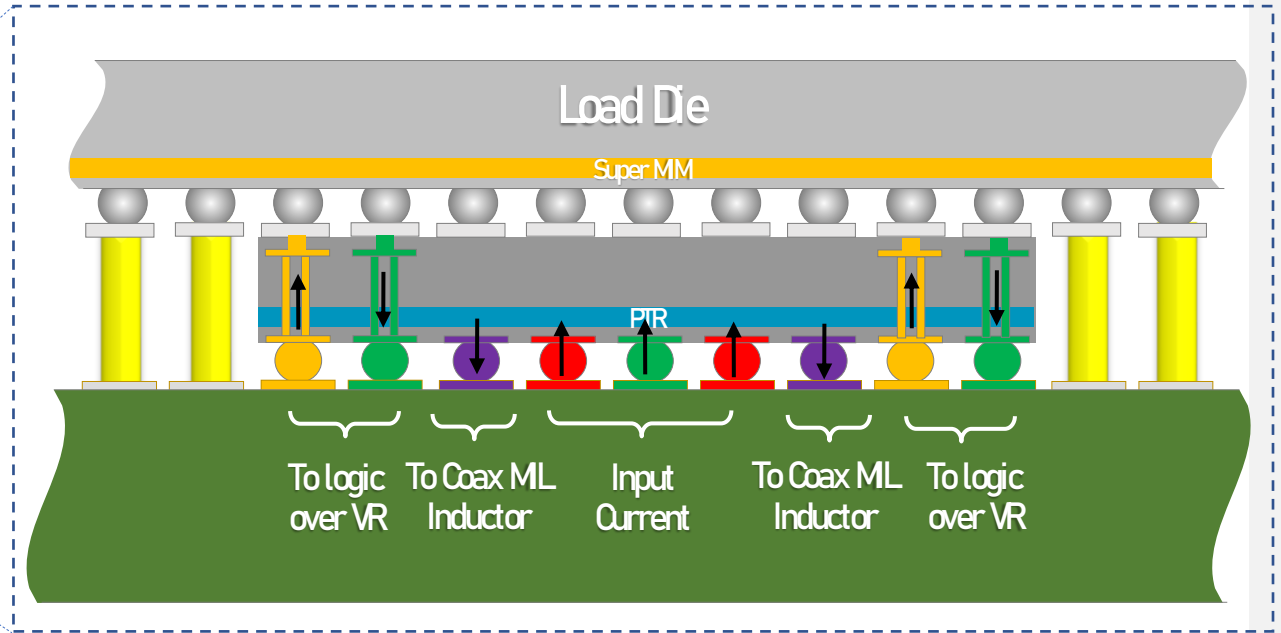 Load Die
Super MIM
PTR
To logic
over VR
To Coax ML
Inductor
Input
Current
To Coax ML
Inductor
To logic
over VR